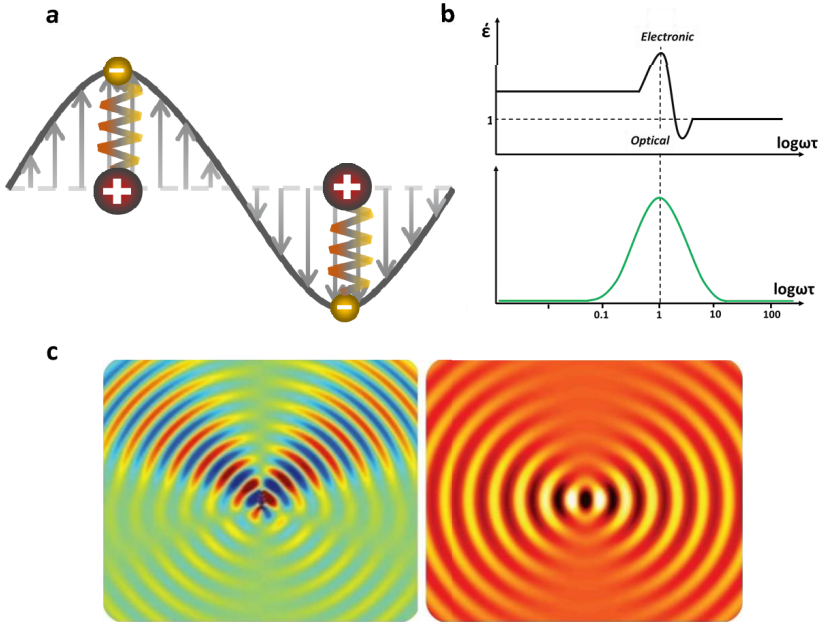 a
−
+
+
−
b
έ
Electronic
1
Optical
logωτ
logωτ
0.1
1
10
100
c